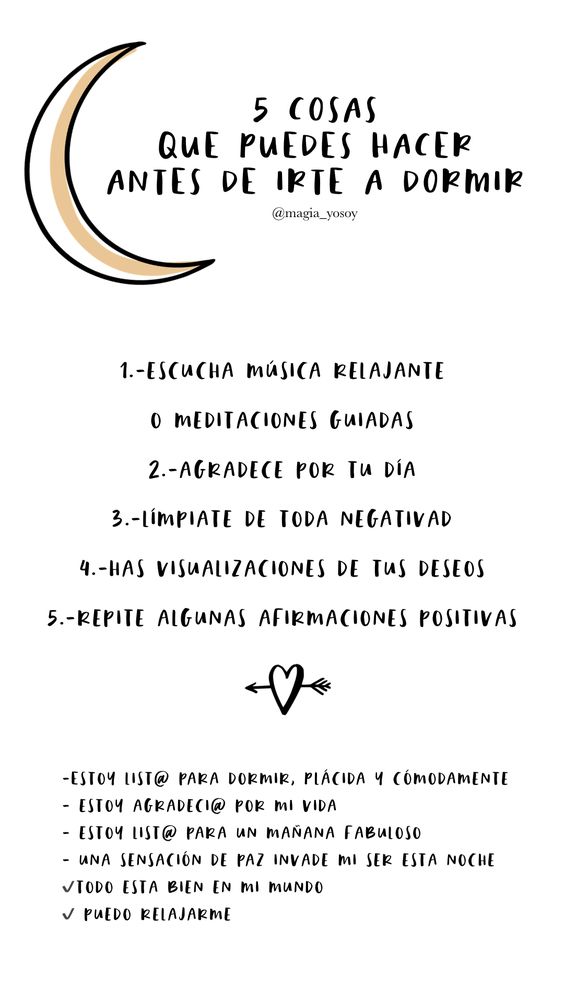 5 COSAS
QUE PUEDES HACER
ANTES DE IRTE A DORMIR
@magia_yosoy
1.-ESCUCHA MÚSICA RELAJANTE
O MEDITACIONES GUIADAS
2.-AGRADECE POR TU DÍA
3.-LÍMPIATE DE TODA NEGATIVAD
4.-HAS VISUALIZACIONES DE TUS DESEOS
5.-REPITE ALGUNAS AFIRMACIONES POSITIVAS
-ESTOY LIST@ PARA DORMIR, PLÁCIDA Y CÓMODAMENTE
- ESTOY AGRADECI@ POR MI VIDA
- ESTOY LIST@ PARA UN MAÑANA FABULOSO
- UNA SENSACIÓN DE PAZ INVADE MI SER ESTA NOCHE
✓TODO ESTA BIEN EN MI MUNDO
✓ PUEDO RELAJARME